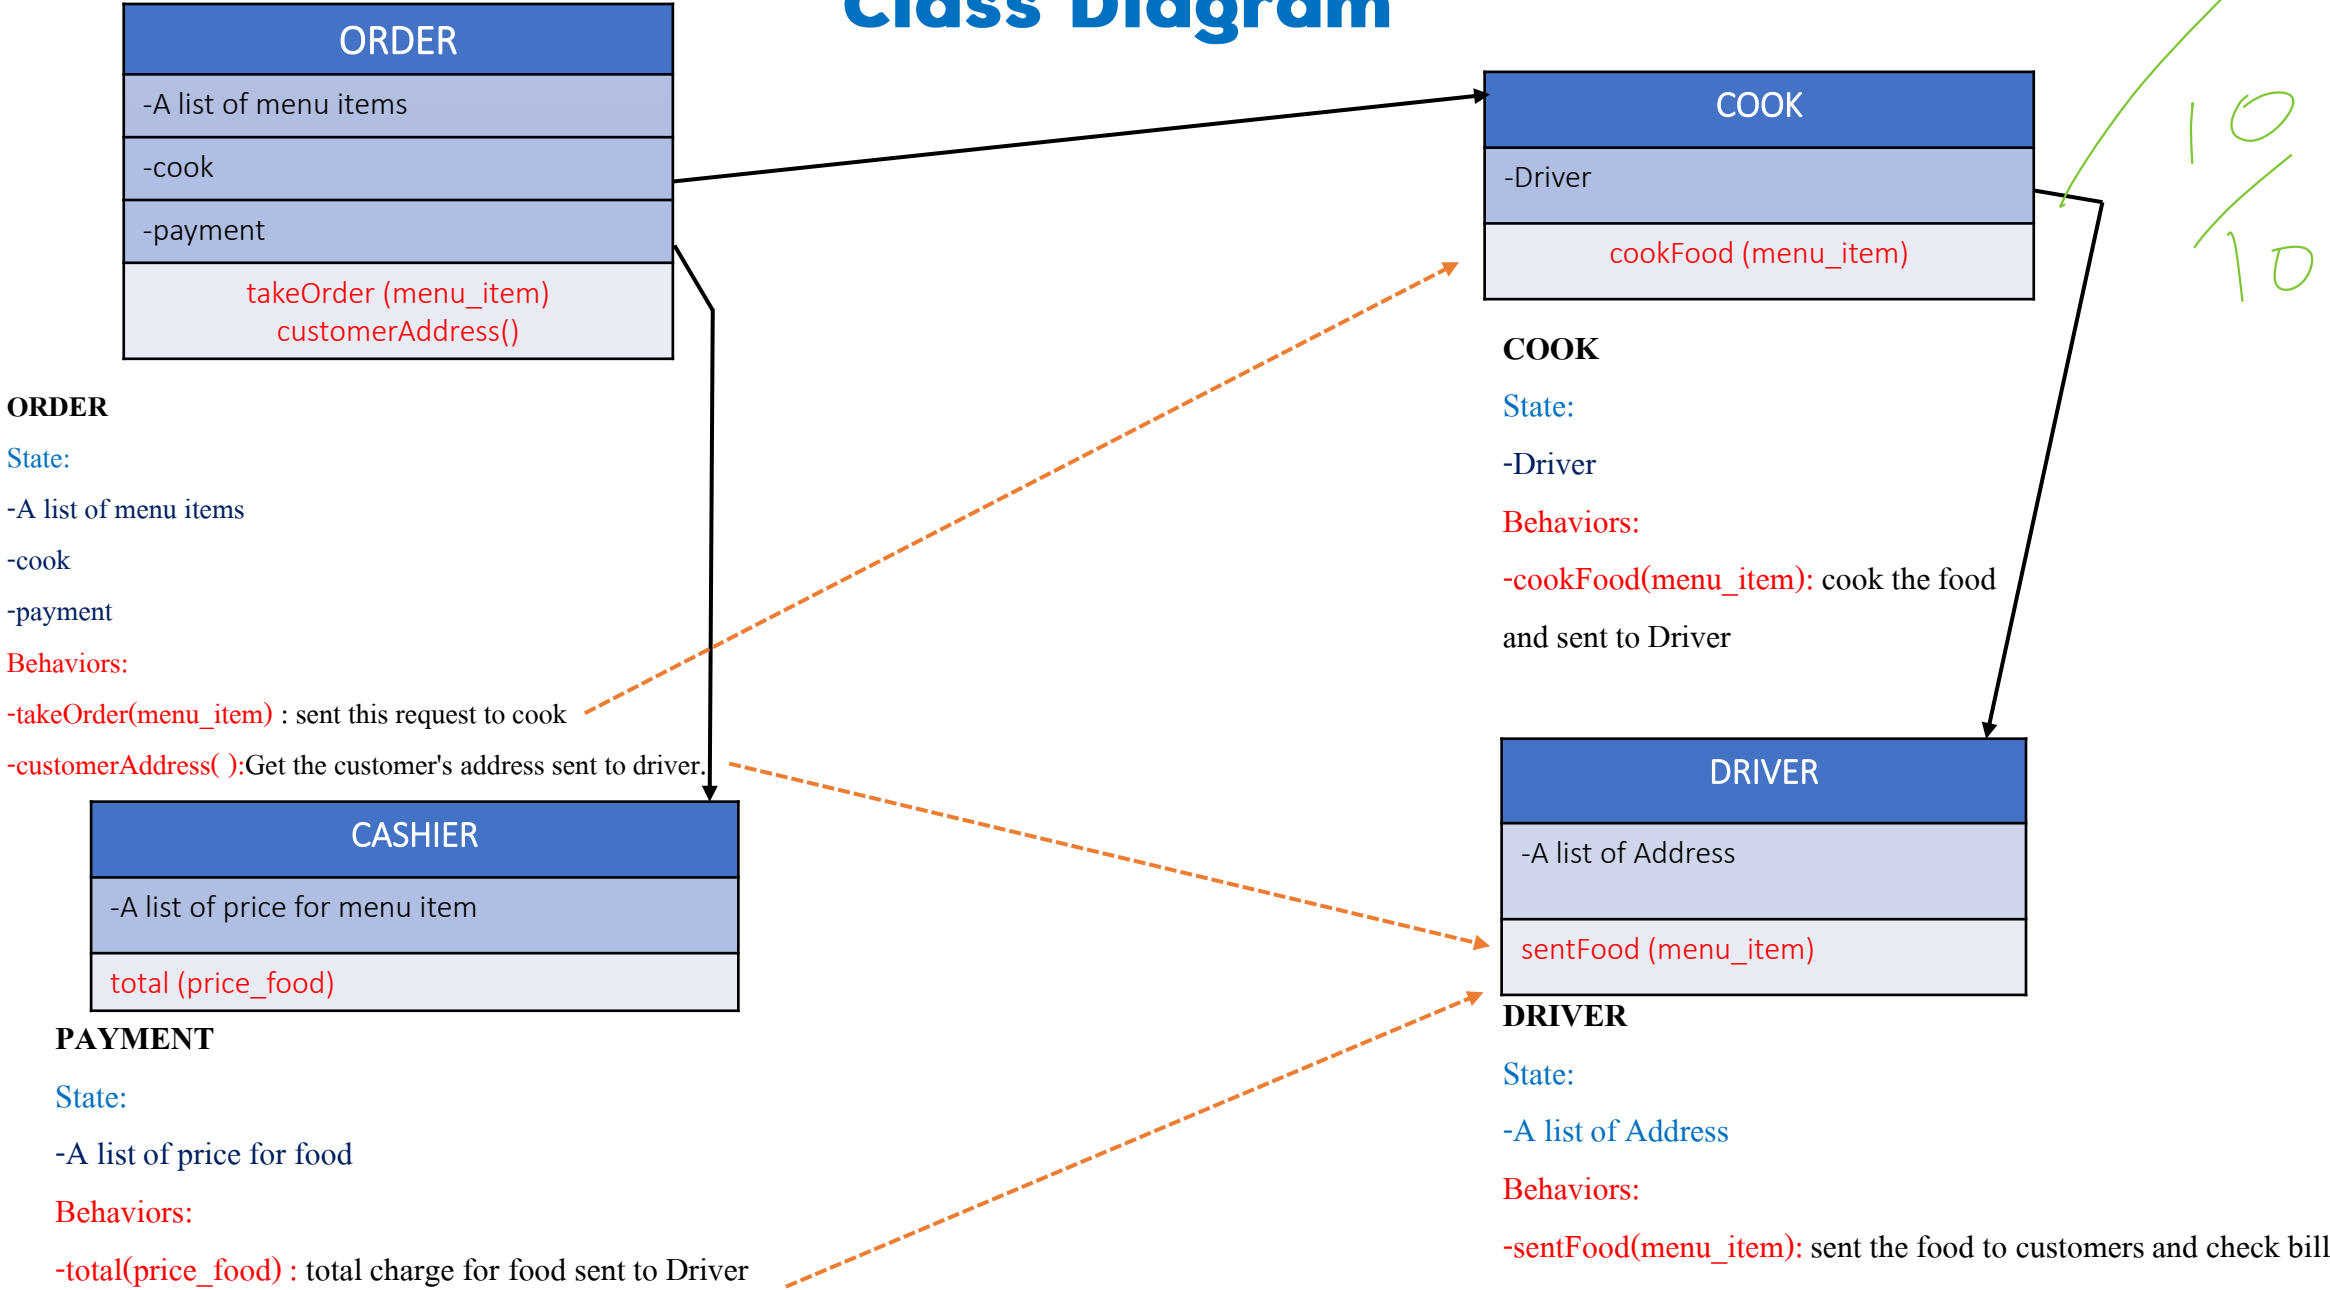 Class Diagram
ORDER
-A list of menu items
-cook
-payment
takeOrder (menu_item)
customerAddress()
ORDER
State:
-A list of menu items
-cook
-payment
Behaviors:
-takeOrder(menu_item) : sent this request to cook
-customerAddress( ):Get the customer's address sent to driver.
CASHIER
-A list of price for menu item
total (price_food)
PAYMENT
State:
-A list of price for food
Behaviors:
-total(price_food) : total charge for food sent to Driver
COOK
-Driver
cookFood (menu_item)
COOK
State:
-Driver
Behaviors:
-cookFood(menu_item): cook the food
and sent to Driver
DRIVER
-A list of Address
sentFood (menu_item)
DRIVER
State:
-A list of Address
Behaviors:
-sentFood(menu_item): sent the food to customers and check bill
10
/
10